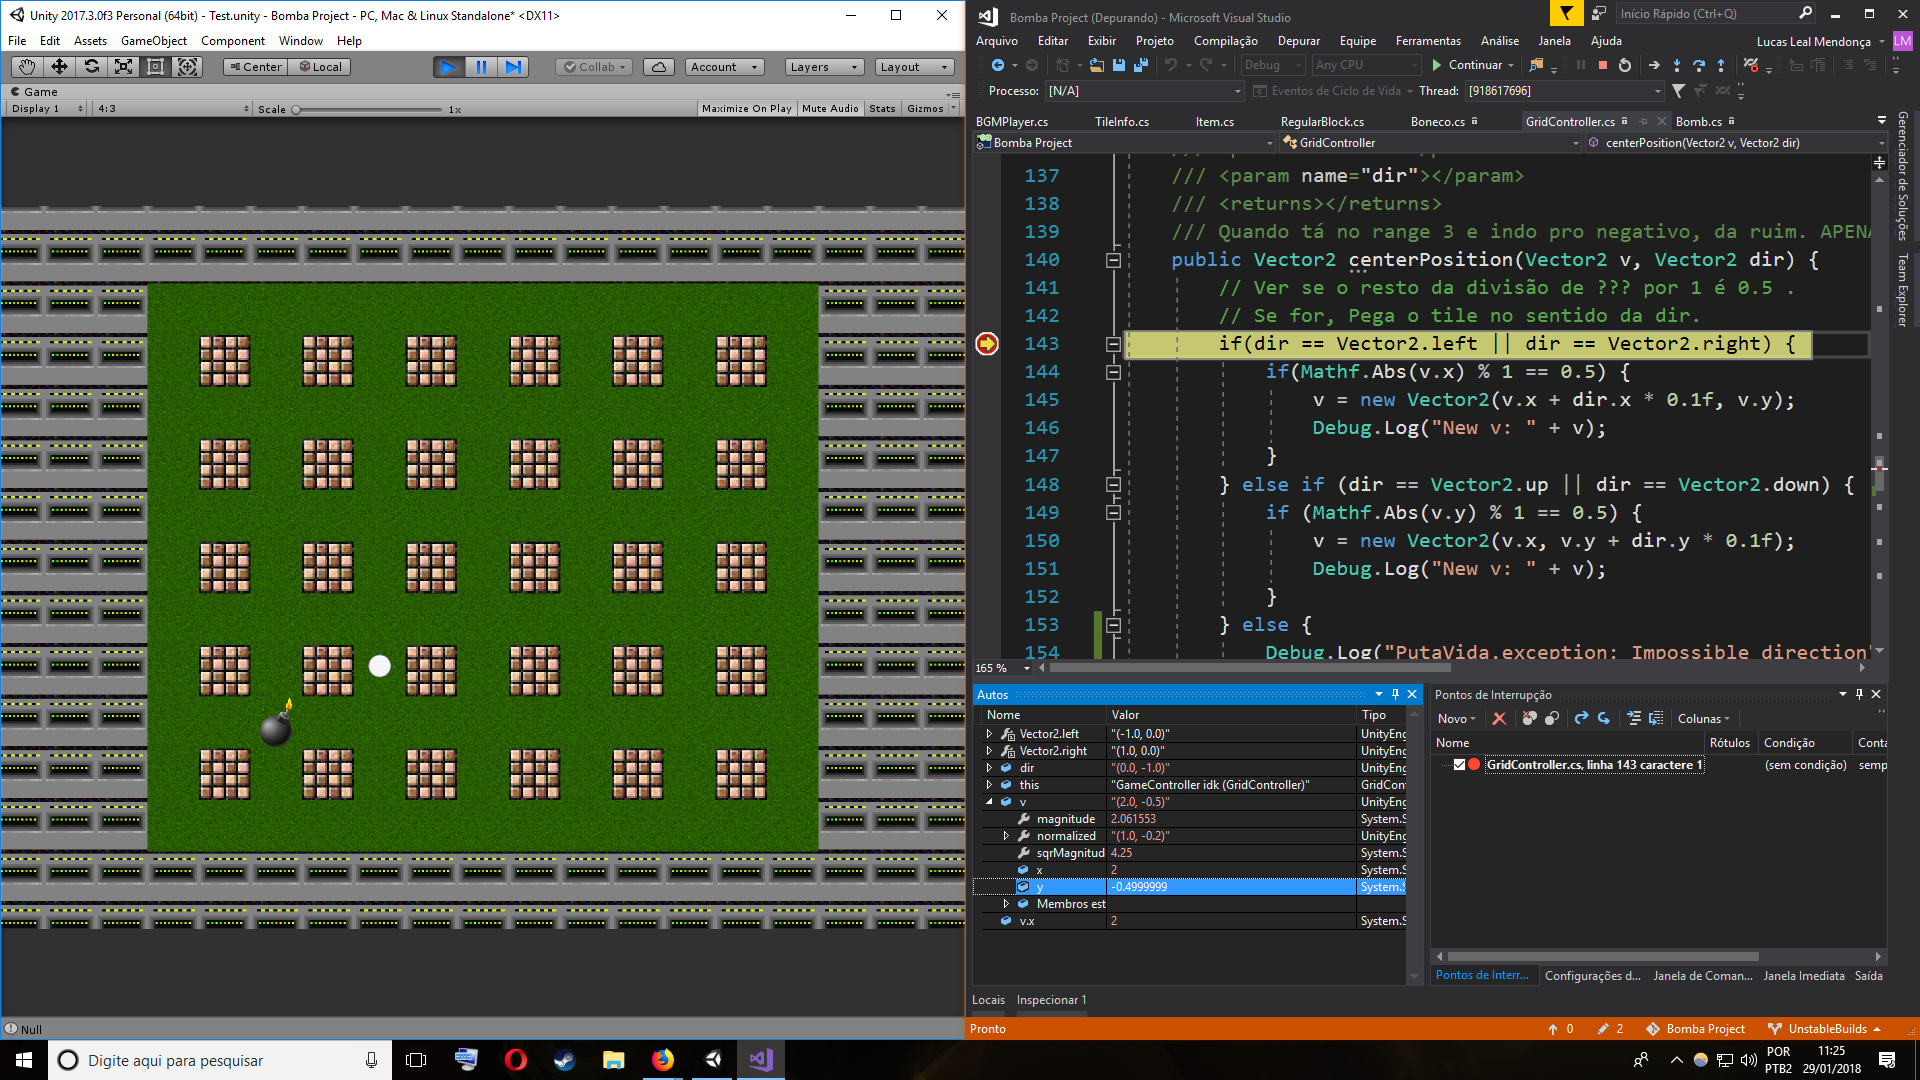 Unity 2017.3.0f3 Personal (64bit) - Test.unity - Bomba Project - PC, Mac & Linux Standalone* <DX11>
File Edit Assets GameObject Component Window Help
Center Local Collab Account Layers Layout
Game
Display 1 4:3 Scale 1x Maximize On Play Mute Audio Stats Gizmos
Null
Bomba Project (Depurando) - Microsoft Visual Studio
Início Rápido (Ctrl+Q)
Arquivo Editar Exibir Projeto Compilação Depurar Equipe Ferramentas Análise Janela Ajuda Lucas Leal Mendonça LM
Debug Any CPU Continuar
Processo: [N/A] Eventos de Ciclo de Vida Thread: [918617696]
BGMPlayer.cs TileInfo.cs Item.cs RegularBlock.cs Boneco.cs GridController.cs Bomb.cs
Bomba Project GridController centerPosition(Vector2 v, Vector2 dir)
137 /// <param name="dir"></param>
138 /// <returns></returns>
139 /// Quando tá no range 3 e indo pro negativo, da ruim. APENA
140 public Vector2 centerPosition(Vector2 v, Vector2 dir) {
141 // Ver se o resto da divisão de ??? por 1 é 0.5 .
142 // Se for, Pega o tile no sentido da dir.
143 if(dir == Vector2.left || dir == Vector2.right) {
144 if(Mathf.Abs(v.x) % 1 == 0.5) {
145 v = new Vector2(v.x + dir.x * 0.1f, v.y);
146 Debug.Log("New v: " + v);
147 }
148 } else if (dir == Vector2.up || dir == Vector2.down) {
149 if (Mathf.Abs(v.y) % 1 == 0.5) {
150 v = new Vector2(v.x, v.y + dir.y * 0.1f);
151 Debug.Log("New v: " + v);
152 }
153 } else {
154 Debug.Log("PutaVida.exception: Impossible direction"
165 %
Gerenciador de Soluções
Team Explorer
Autos
Nome Valor Tipo
Vector2.left "(-1.0, 0.0)" UnityEng
Vector2.right "(1.0, 0.0)" UnityEng
dir "(0.0, -1.0)" UnityEng
this "GameController idk (GridController)" GridCont
v "(2.0, -0.5)" UnityEng
magnitude 2.061553 System.S
normalized "(1.0, -0.2)" UnityEng
sqrMagnitud 4.25 System.S
x 2 System.S
y -0.4999999 System.S
Membros est
v.x 2 System.S
Locais Inspecionar 1
Pontos de Interrupção
Novo Colunas
Nome Rótulos Condição Conta
GridController.cs, linha 143 caractere 1 (sem condição) semp
Pontos de Interr... Configurações d... Janela de Coman... Janela Imediata Saída
Pronto 0 2 Bomba Project UnstableBuilds
Digite aqui para pesquisar
POR
PTB2
11:25
29/01/2018